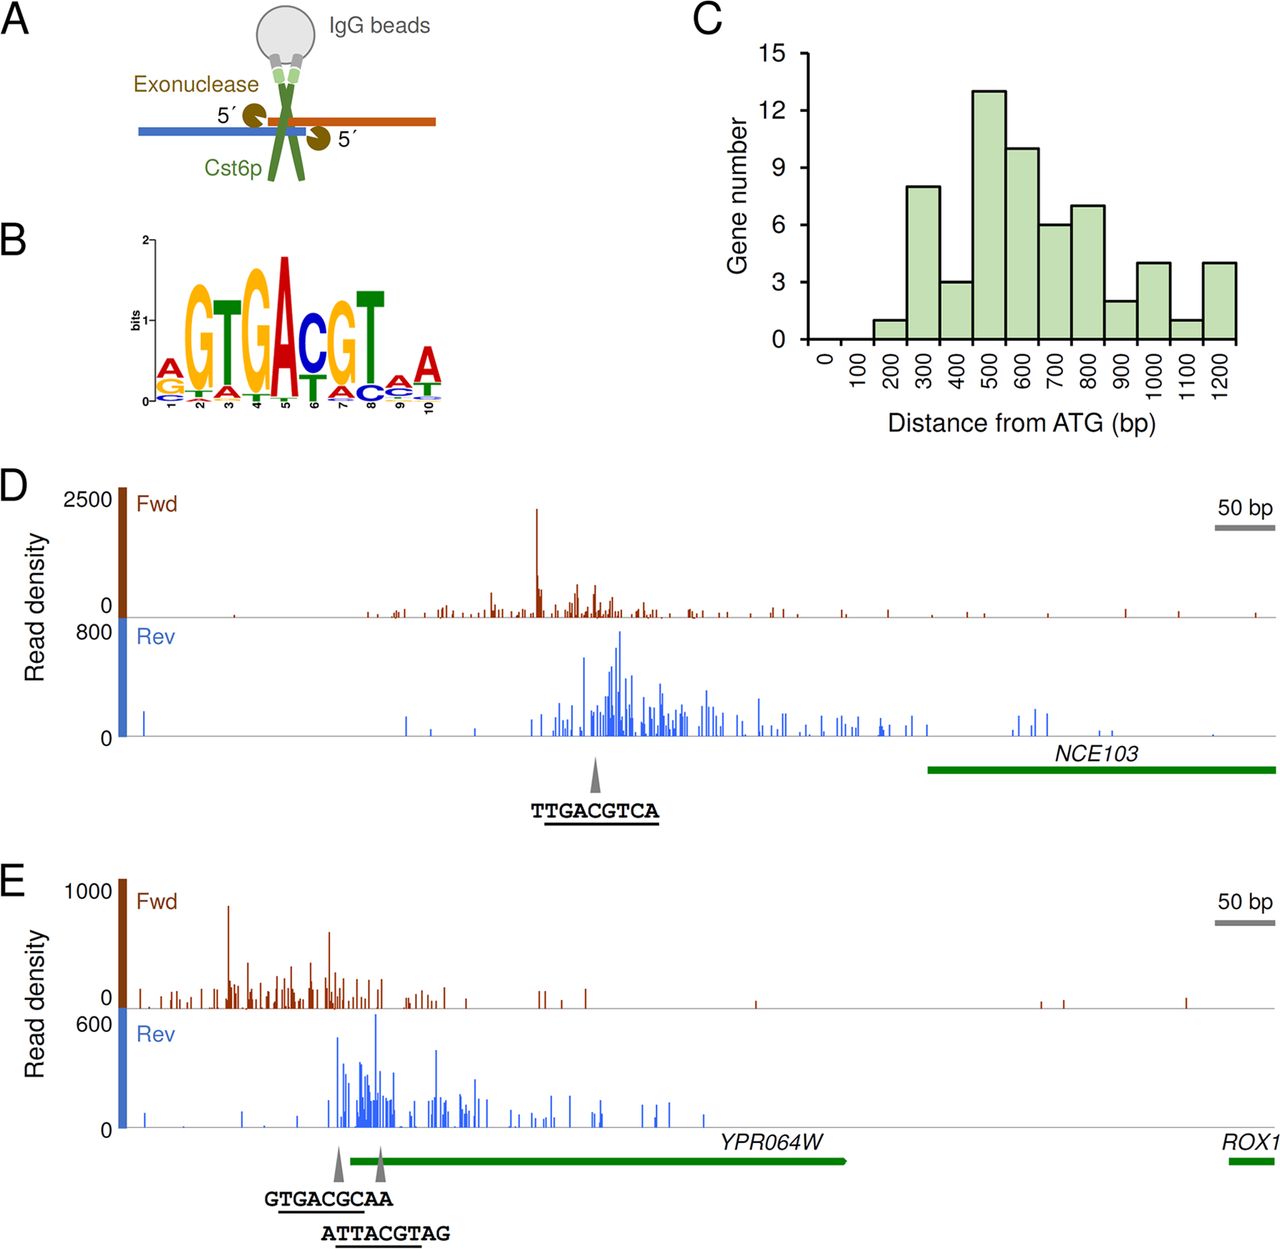 A
IgG beads
Exonuclease
5´
5´
Cst6p
B
2
1
0
bits
1 2 3 4 5 6 7 8 9 10
C
15
12
9
6
3
0
Gene number
0 100 200 300 400 500 600 700 800 900 1000 1100 1200
Distance from ATG (bp)
D
2500
Fwd
50 bp
0
800
Rev
0
Read density
NCE103
TTGACGTCA
E
1000
Fwd
50 bp
0
600
Rev
0
Read density
YPR064W
ROX1
GTGACGCAA
ATTACGTAG